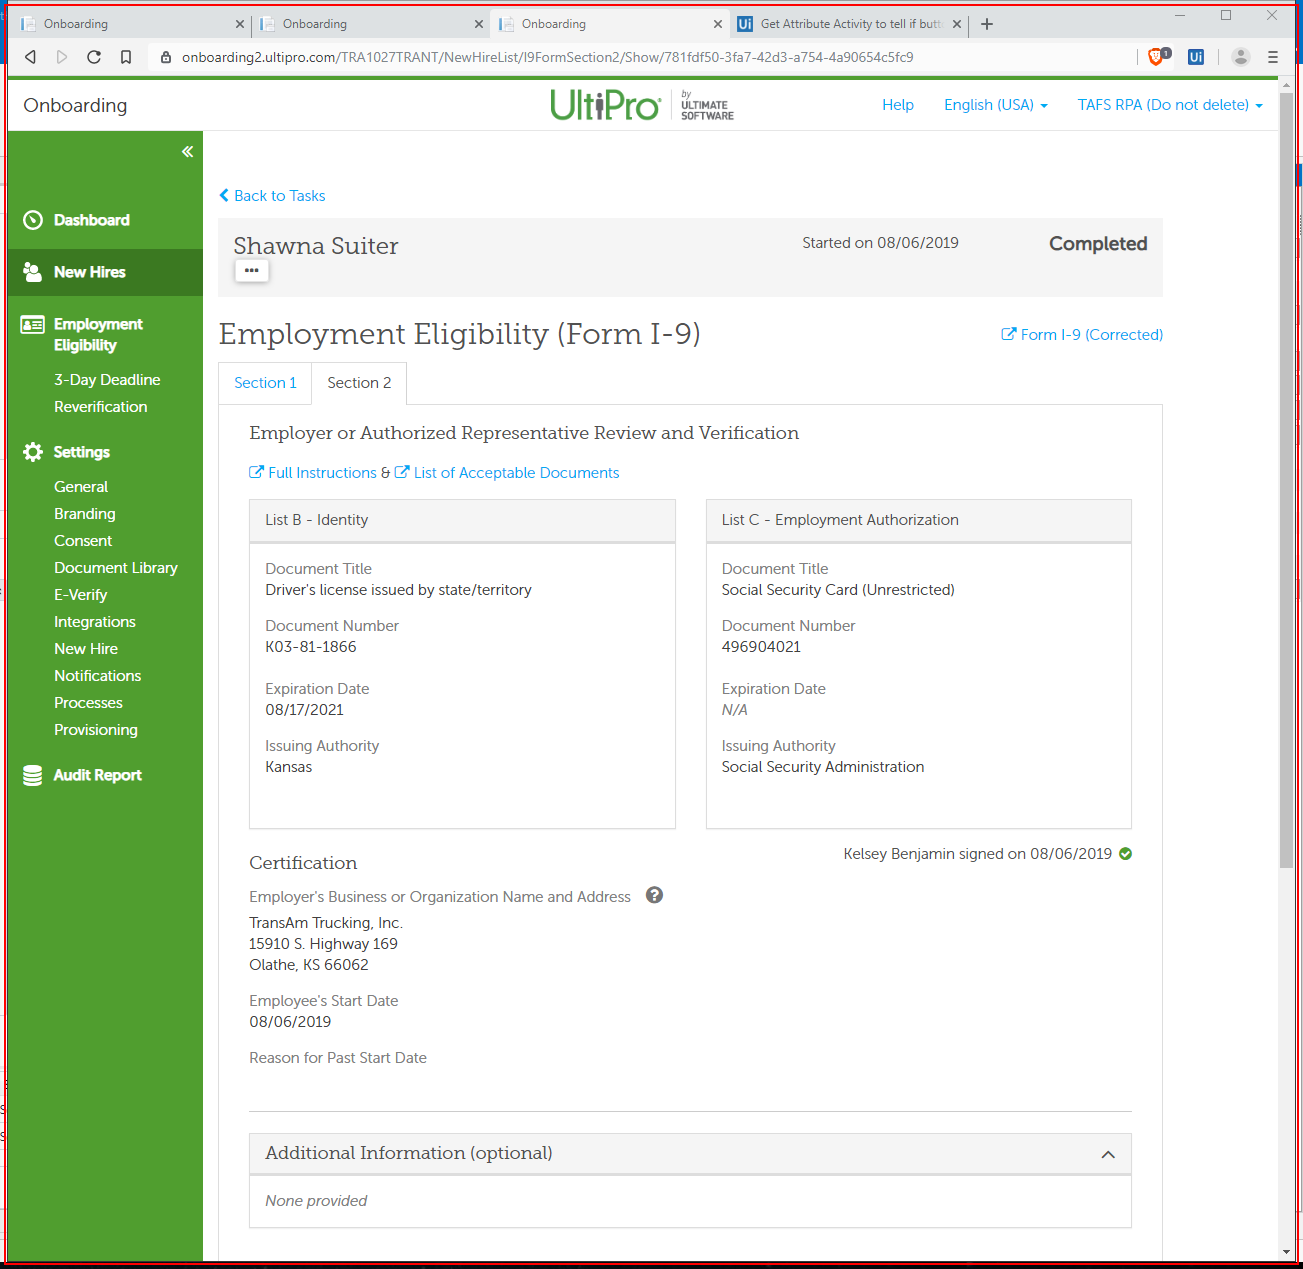 Onboarding
Onboarding
Onboarding
Ui Get Attribute Activity to tell if butt
onboarding2.ultipro.com/TRA1027TRANT/NewHireList/I9FormSection2/Show/781fdf50-3fa7-42d3-a754-4a90654c5fc9
1
Ui
Onboarding
UltiPro
by
ULTIMATE
SOFTWARE
Help
English (USA)
TAFS RPA (Do not delete)
Dashboard
New Hires
Employment
Eligibility
3-Day Deadline
Reverification
Settings
General
Branding
Consent
Document Library
E-Verify
Integrations
New Hire
Notifications
Processes
Provisioning
Audit Report
Back to Tasks
Shawna Suiter
Started on 08/06/2019
Completed
Employment Eligibility (Form I-9)
Form I-9 (Corrected)
Section 1
Section 2
Employer or Authorized Representative Review and Verification
Full Instructions & List of Acceptable Documents
List B - Identity
Document Title
Driver's license issued by state/territory
Document Number
K03-81-1866
Expiration Date
08/17/2021
Issuing Authority
Kansas
List C - Employment Authorization
Document Title
Social Security Card (Unrestricted)
Document Number
496904021
Expiration Date
N/A
Issuing Authority
Social Security Administration
Kelsey Benjamin signed on 08/06/2019
Certification
Employer's Business or Organization Name and Address
TransAm Trucking, Inc.
15910 S. Highway 169
Olathe, KS 66062
Employee's Start Date
08/06/2019
Reason for Past Start Date
Additional Information (optional)
None provided